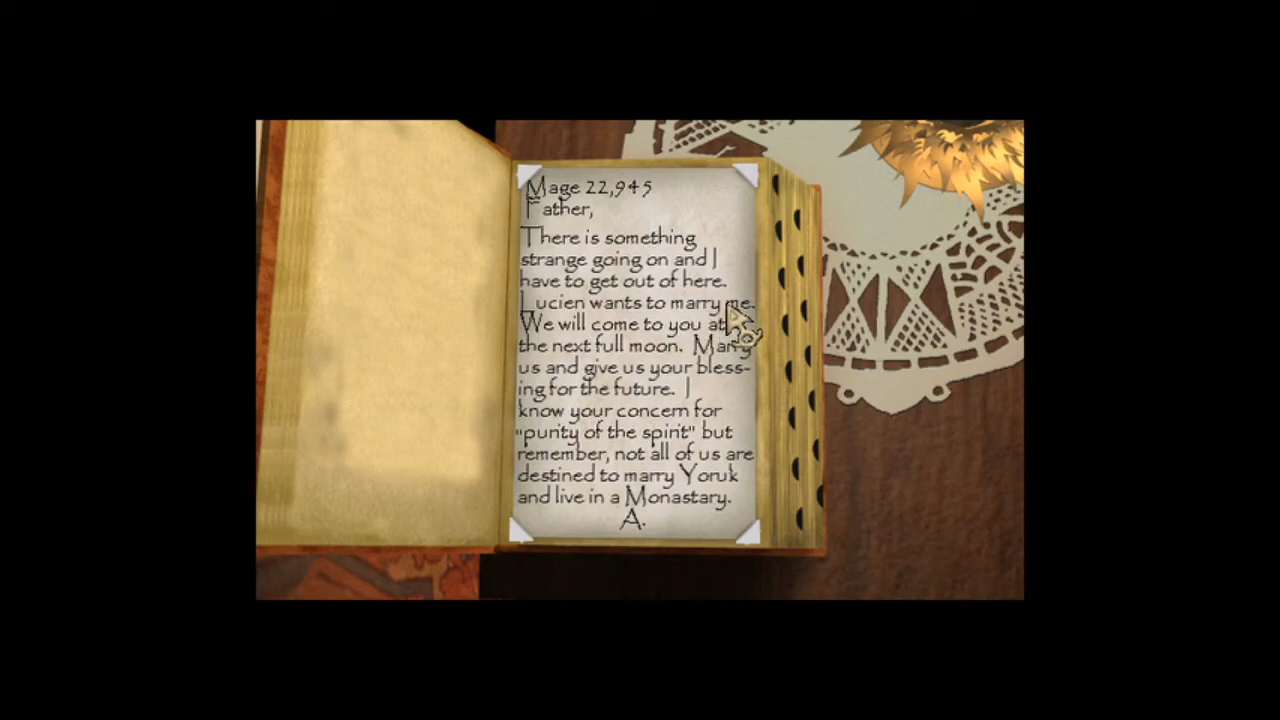 Mage 22,945
Father,
There is something
strange going on and I
have to get out of here.
Lucien wants to marry me.
We will come to you at
the next full moon. Marry
us and give us your bless-
ing for the future. I
know your concern for
"purity of the spirit" but
remember, not all of us are
destined to marry Yoruk
and live in a Monastary.
A.